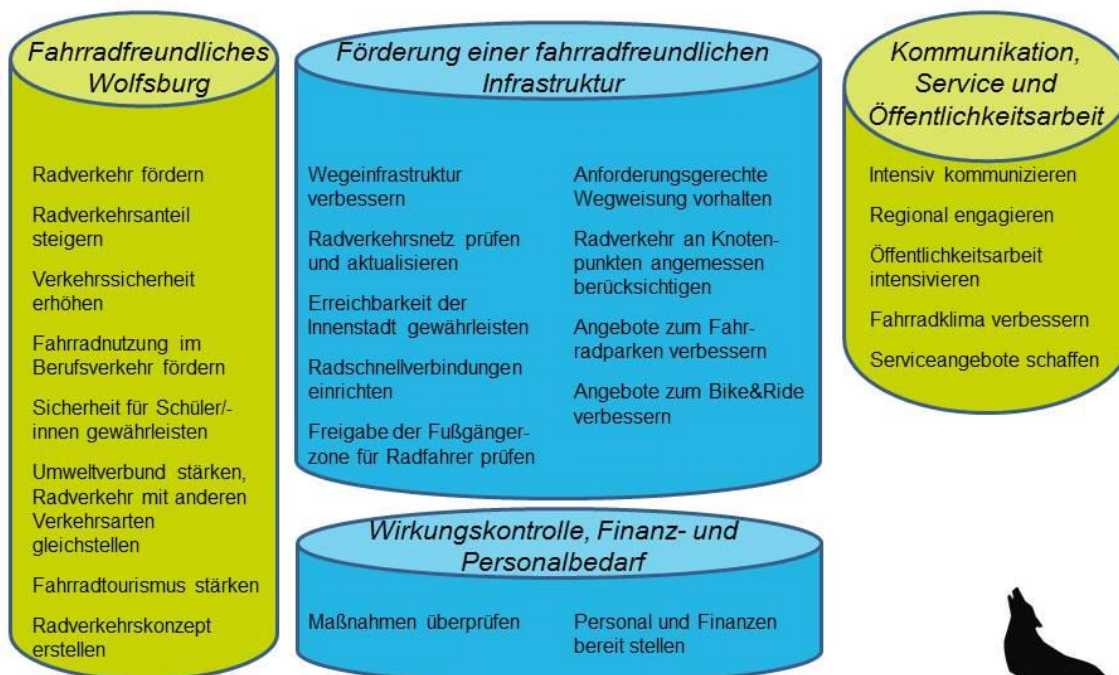 Fahrradfreundliches
Wolfsburg
Radverkehr fördern
Radverkehrsanteil
steigern
Verkehrssicherheit
erhöhen
Fahrradnutzung im
Berufsverkehr fördern
Sicherheit für Schüler/-
innen gewährleisten
Umweltverbund stärken,
Radverkehr mit anderen
Verkehrsarten
gleichstellen
Fahrradtourismus stärken
Radverkehrskonzept
erstellen
Förderung einer fahrradfreundlichen
Infrastruktur
Wegeinfrastruktur
verbessern
Radverkehrsnetz prüfen
und aktualisieren
Erreichbarkeit der
Innenstadt gewährleisten
Radschnellverbindungen
einrichten
Freigabe der Fußgänger-
zone für Radfahrer prüfen
Anforderungsgerechte
Wegweisung vorhalten
Radverkehr an Knoten-
punkten angemessen
berücksichtigen
Angebote zum Fahr-
radparken verbessern
Angebote zum Bike&Ride
verbessern
Wirkungskontrolle, Finanz- und
Personalbedarf
Maßnahmen überprüfen
Personal und Finanzen
bereit stellen
Kommunikation,
Service und
Öffentlichkeitsarbeit
Intensiv kommunizieren
Regional engagieren
Öffentlichkeitsarbeit
intensivieren
Fahrradklima verbessern
Serviceangebote schaffen